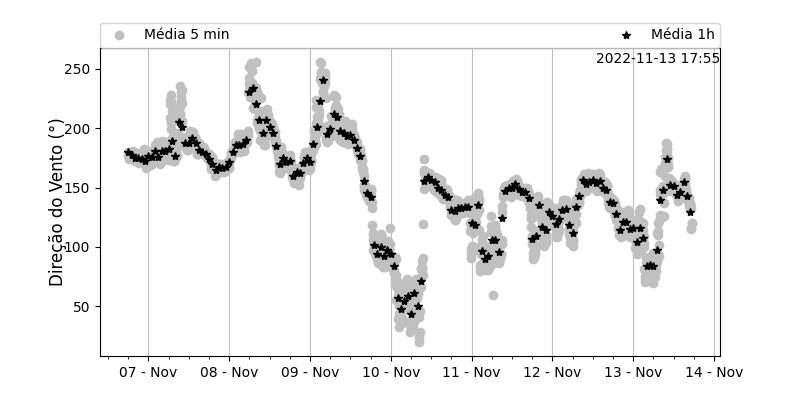 Média 5 min
Média 1h
2022-11-13 17:55
Direção do Vento (°)
250
200
150
100
50
07 - Nov
08 - Nov
09 - Nov
10 - Nov
11 - Nov
12 - Nov
13 - Nov
14 - Nov